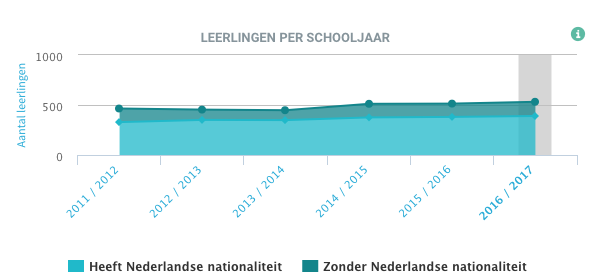 LEERLINGEN PER SCHOOLJAAR
i
Aantal leerlingen
1000
500
0
2011 / 2012
2012 / 2013
2013 / 2014
2014 / 2015
2015 / 2016
2016 / 2017
Heeft Nederlandse nationaliteit
Zonder Nederlandse nationaliteit